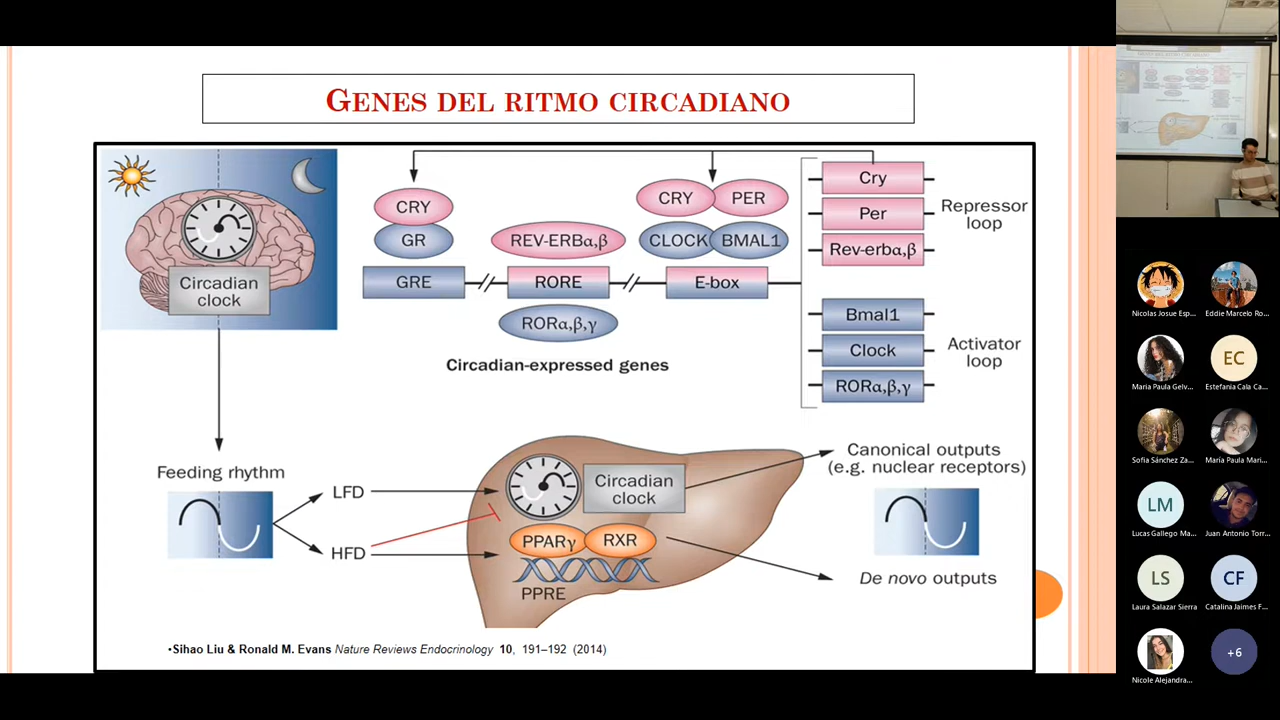 GENES DEL RITMO CIRCADIANO
Circadian
clock
CRY
GR
GRE
REV-ERBα,β
RORE
RORα,β,γ
CRY
PER
CLOCK
BMAL1
E-box
Circadian-expressed genes
Cry
Per
Rev-erbα,β
Repressor
loop
Bmal1
Clock
RORα,β,γ
Activator
loop
Feeding rhythm
LFD
HFD
Circadian
clock
PPARγ
RXR
PPRE
Canonical outputs
(e.g. nuclear receptors)
De novo outputs
•Sihao Liu & Ronald M. Evans Nature Reviews Endocrinology 10, 191–192 (2014)
Nicolas Josue Esp...
Eddie Marcelo Ro...
Maria Paula Gelv...
EC
Estefania Cala Ca...
Sofia Sánchez Za...
María Paula Mari...
LM
Lucas Gallego Ma...
Juan Antonio Torr...
LS
Laura Salazar Sierra
CF
Catalina Jaimes F...
Nicole Alejandra...
+6